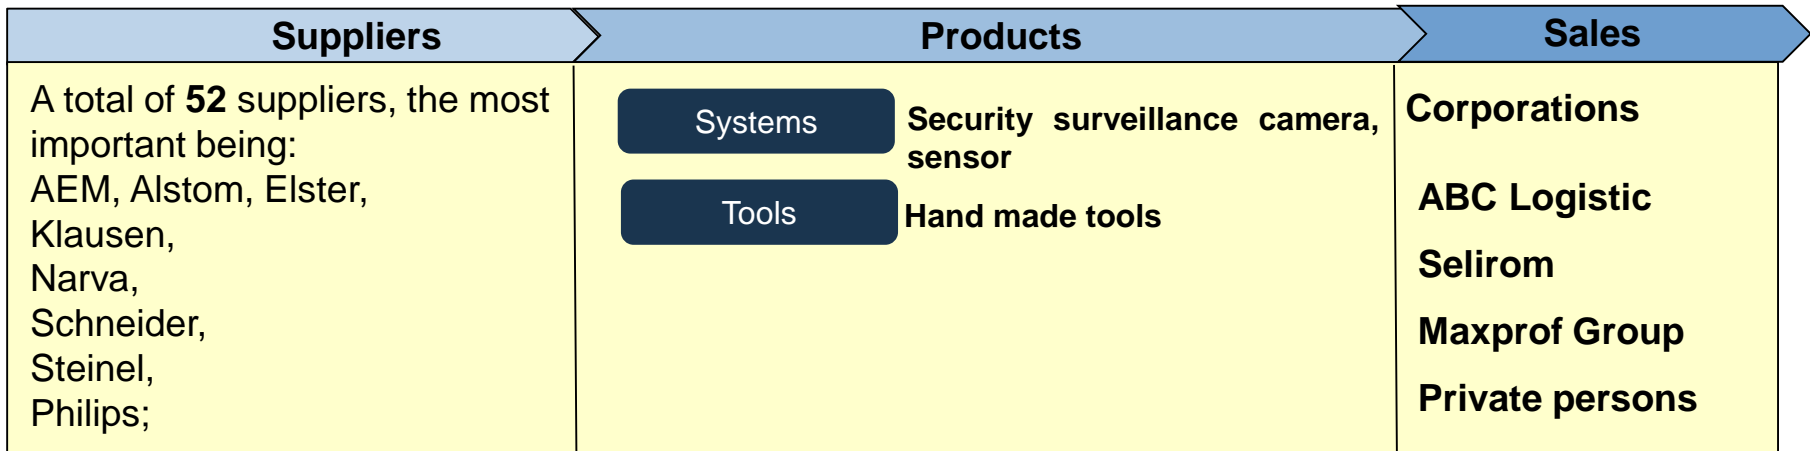 Suppliers
Products
Sales
A total of 52 suppliers, the most
important being:
AEM, Alstom, Elster,
Klausen,
Narva,
Schneider,
Steinel,
Philips;
Systems
Security surveillance camera,
sensor
Tools
Hand made tools
Corporations
ABC Logistic
Selirom
Maxprof Group
Private persons